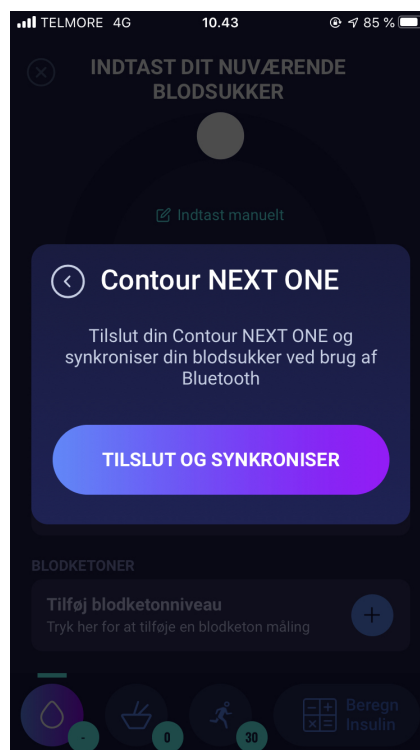 TELMORE 4G 10.43 85 %
INDTAST DIT NUVÆRENDE
BLODSUKKER
Indtast manuelt
Contour NEXT ONE
Tilslut din Contour NEXT ONE og
synkroniser din blodsukker ved brug af
Bluetooth
TILSLUT OG SYNKRONISER
BLODKETONER
Tilføj blodketonniveau
Tryk her for at tilføje en blodketon måling
- 0 30
Beregn
Insulin